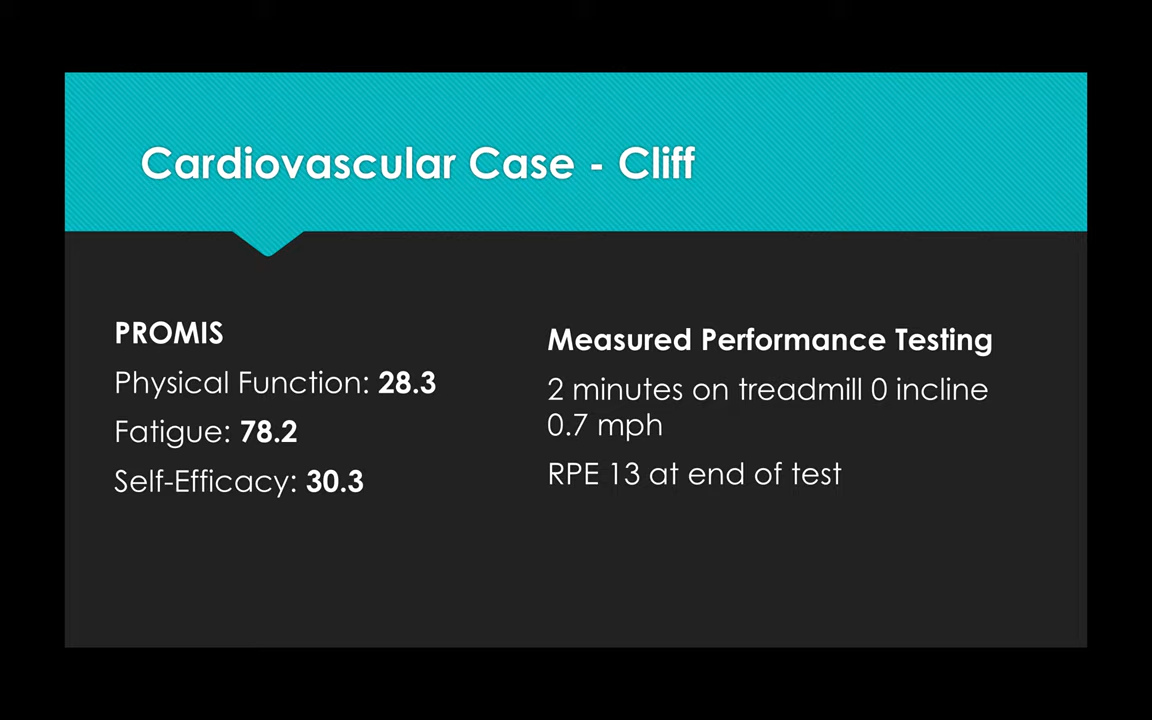 Cardiovascular Case - Cliff
PROMIS
Physical Function: 28.3
Fatigue: 78.2
Self-Efficacy: 30.3
Measured Performance Testing
2 minutes on treadmill 0 incline
0.7 mph
RPE 13 at end of test